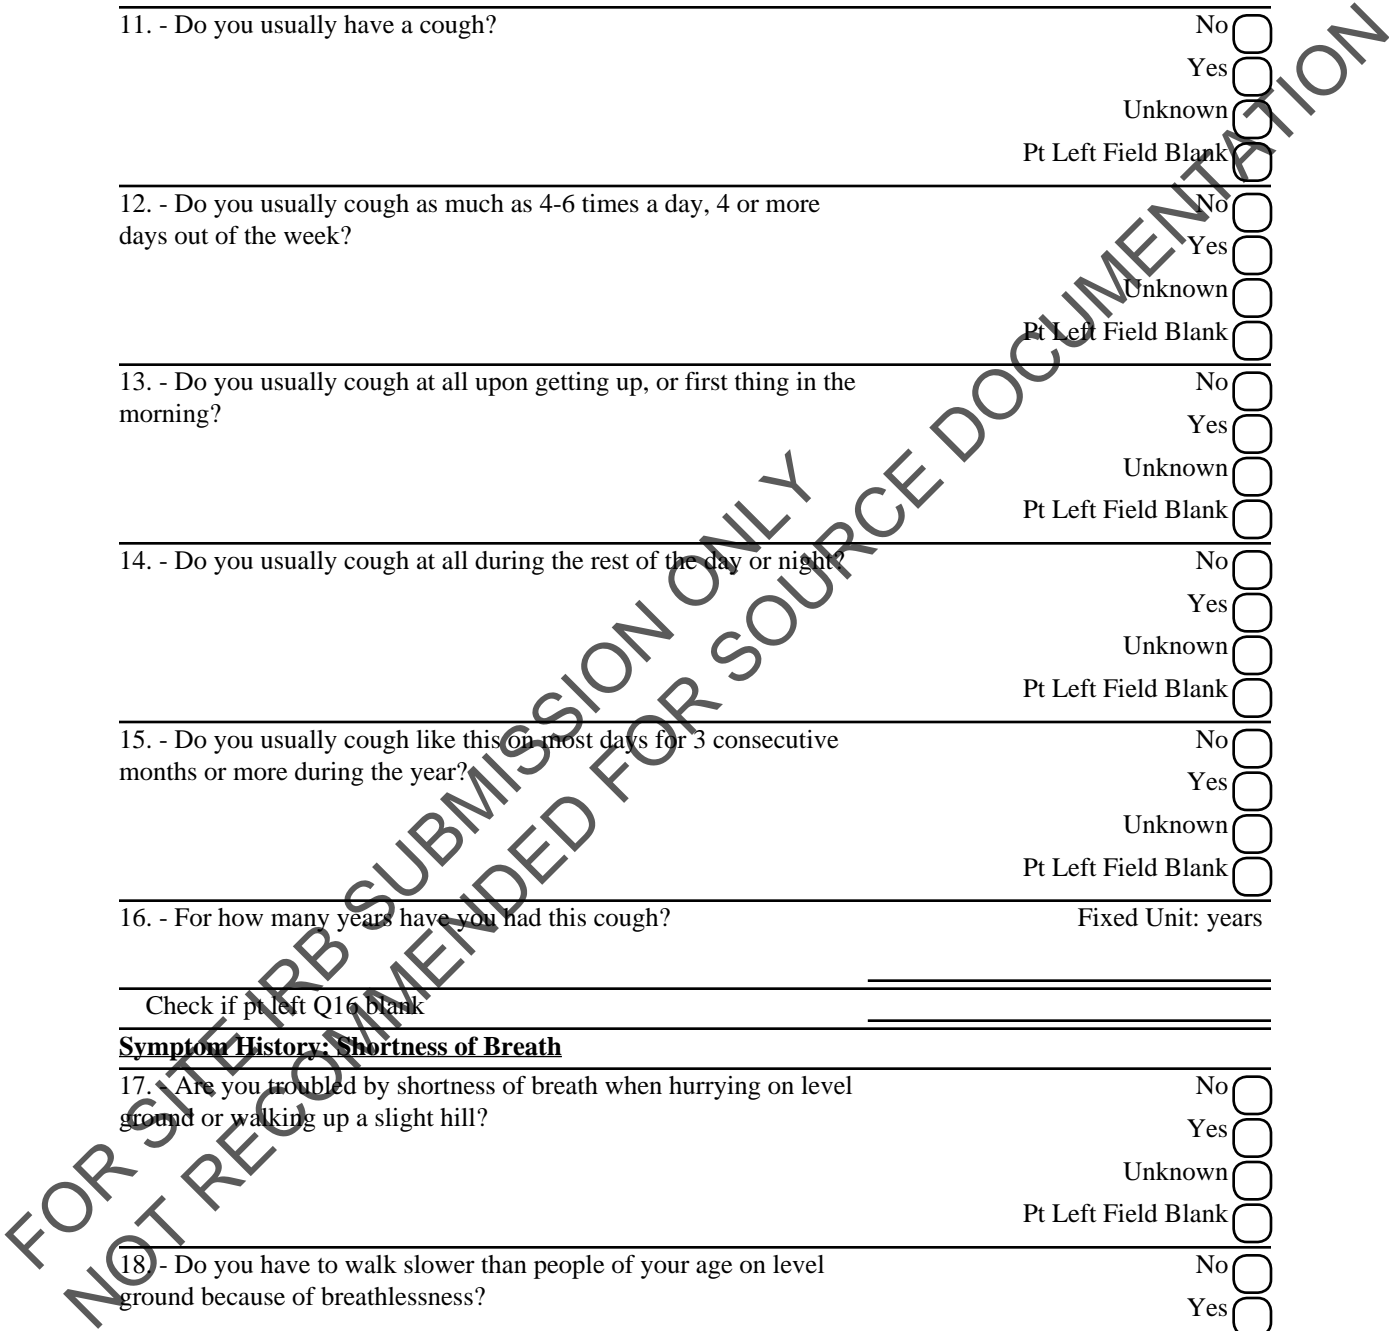 11. - Do you usually have a cough?
No
Yes
Unknown
Pt Left Field Blank
12. - Do you usually cough as much as 4-6 times a day, 4 or more
days out of the week?
No
Yes
Unknown
Pt Left Field Blank
13. - Do you usually cough at all upon getting up, or first thing in the
morning?
No
Yes
Unknown
Pt Left Field Blank
14. - Do you usually cough at all during the rest of the day or night?
No
Yes
Unknown
Pt Left Field Blank
15. - Do you usually cough like this on most days for 3 consecutive
months or more during the year?
No
Yes
Unknown
Pt Left Field Blank
16. - For how many years have you had this cough?
Fixed Unit: years
Check if pt left Q16 blank
Symptom History: Shortness of Breath
17. - Are you troubled by shortness of breath when hurrying on level
ground or walking up a slight hill?
No
Yes
Unknown
Pt Left Field Blank
18. - Do you have to walk slower than people of your age on level
ground because of breathlessness?
No
Yes
FOR SITE IRB SUBMISSION ONLY
NOT RECOMMENDED FOR SOURCE DOCUMENTATION